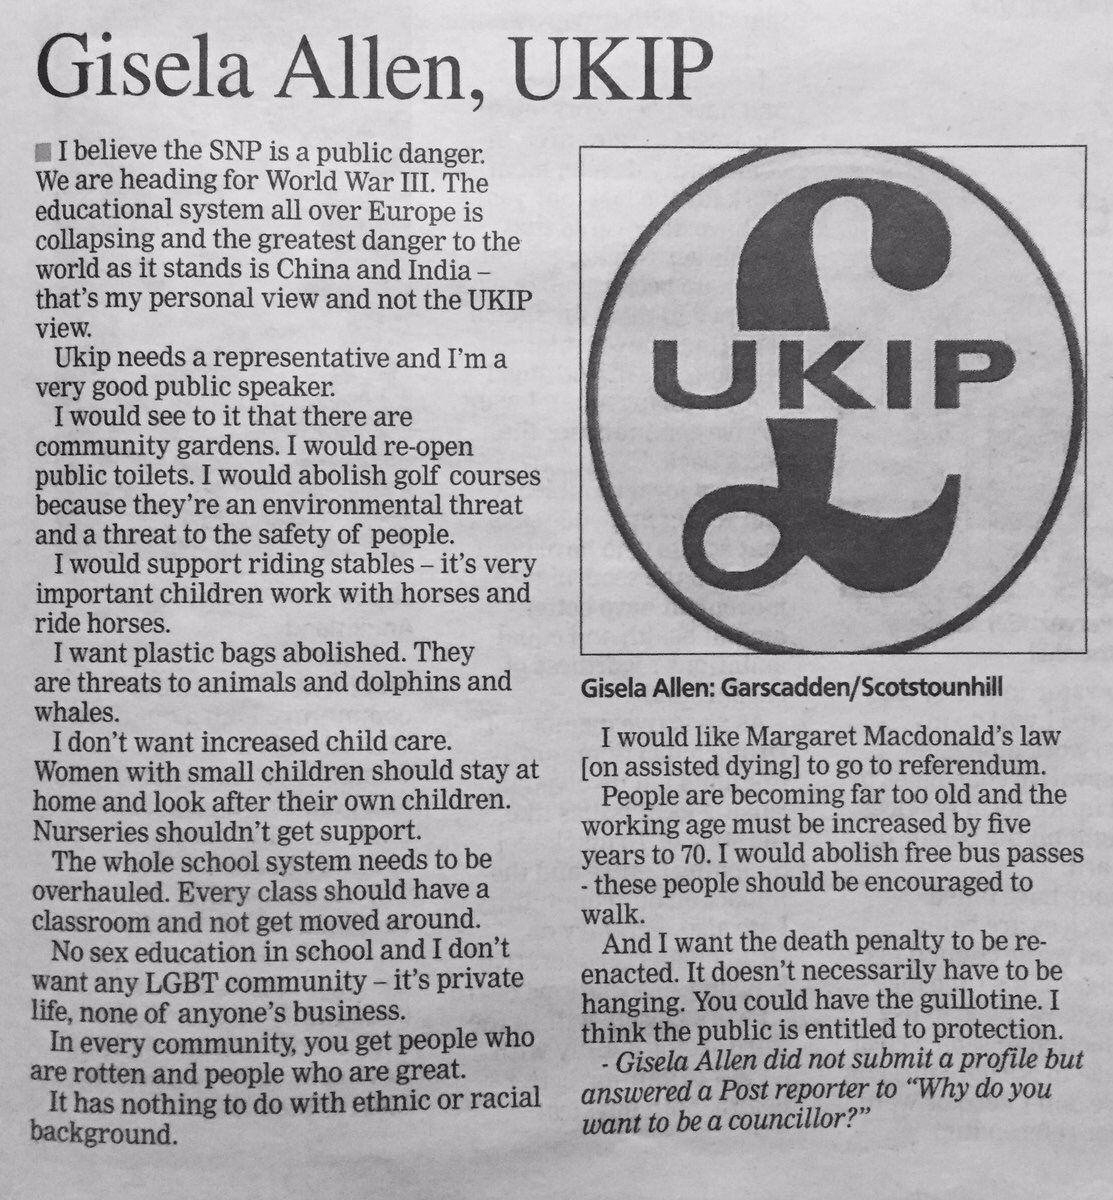 Gisela Allen, UKIP
I believe the SNP is a public danger.
We are heading for World War III. The
educational system all over Europe is
collapsing and the greatest danger to the
world as it stands is China and India –
that's my personal view and not the UKIP
view.
Ukip needs a representative and I'm a
very good public speaker.
I would see to it that there are
community gardens. I would re-open
public toilets. I would abolish golf courses
because they're an environmental threat
and a threat to the safety of people.
I would support riding stables – it's very
important children work with horses and
ride horses.
I want plastic bags abolished. They
are threats to animals and dolphins and
whales.
I don't want increased child care.
Women with small children should stay at
home and look after their own children.
Nurseries shouldn't get support.
The whole school system needs to be
overhauled. Every class should have a
classroom and not get moved around.
No sex education in school and I don't
want any LGBT community – it's private
life, none of anyone's business.
In every community, you get people who
are rotten and people who are great.
It has nothing to do with ethnic or racial
background.
£
UKIP
Gisela Allen: Garscadden/Scotstounhill
I would like Margaret Macdonald's law
[on assisted dying] to go to referendum.
People are becoming far too old and the
working age must be increased by five
years to 70. I would abolish free bus passes
- these people should be encouraged to
walk.
And I want the death penalty to be re-
enacted. It doesn't necessarily have to be
hanging. You could have the guillotine. I
think the public is entitled to protection.
- Gisela Allen did not submit a profile but
answered a Post reporter to "Why do you
want to be a councillor?"